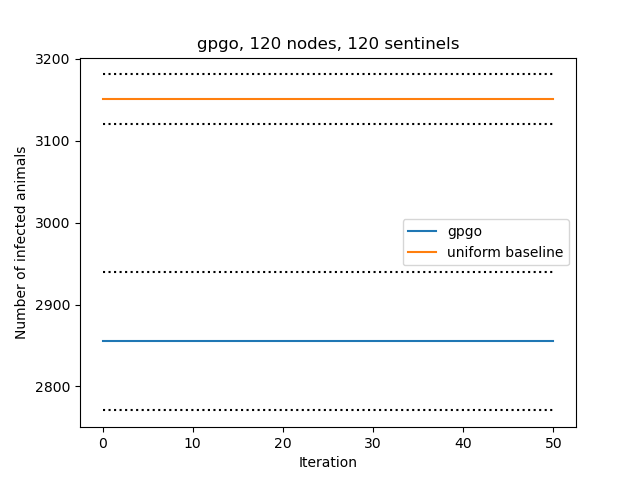 gpgo, 120 nodes, 120 sentinels
3200
3100
3000
2900
2800
Number of infected animals
gpgo
uniform baseline
0
10
20
30
40
50
Iteration